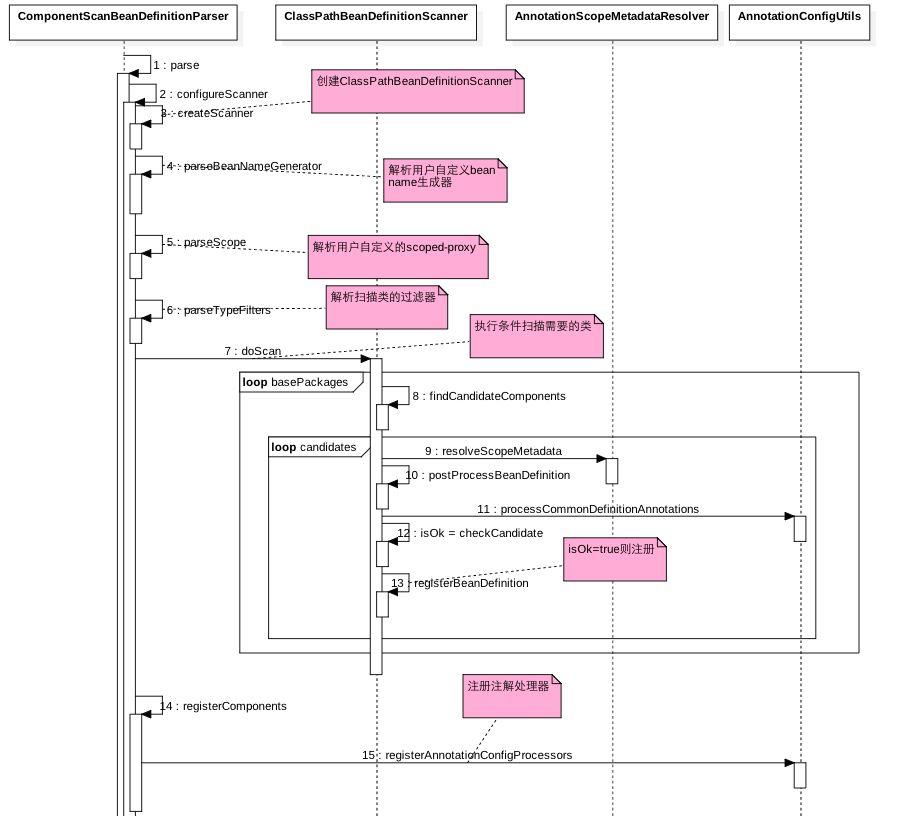 ComponentScanBeanDefinitionParser
ClassPathBeanDefinitionScanner
AnnotationScopeMetadataResolver
AnnotationConfigUtils
1 : parse
2 : configureScanner
创建ClassPathBeanDefinitionScanner
3 : createScanner
4 : parseBeanNameGenerator
解析用户自定义bean
name生成器
5 : parseScope
解析用户自定义的scoped-proxy
解析扫描类的过滤器
6 : parseTypeFilters
执行条件扫描需要的类
7 : doScan
loop basePackages
8 : findCandidateComponents
loop candidates
9 : resolveScopeMetadata
10 : postProcessBeanDefinition
11 : processCommonDefinitionAnnotations
12 : isOk = checkCandidate
isOk=true则注册
13 : registerBeanDefinition
注册注解处理器
14 : registerComponents
15 : registerAnnotationConfigProcessors